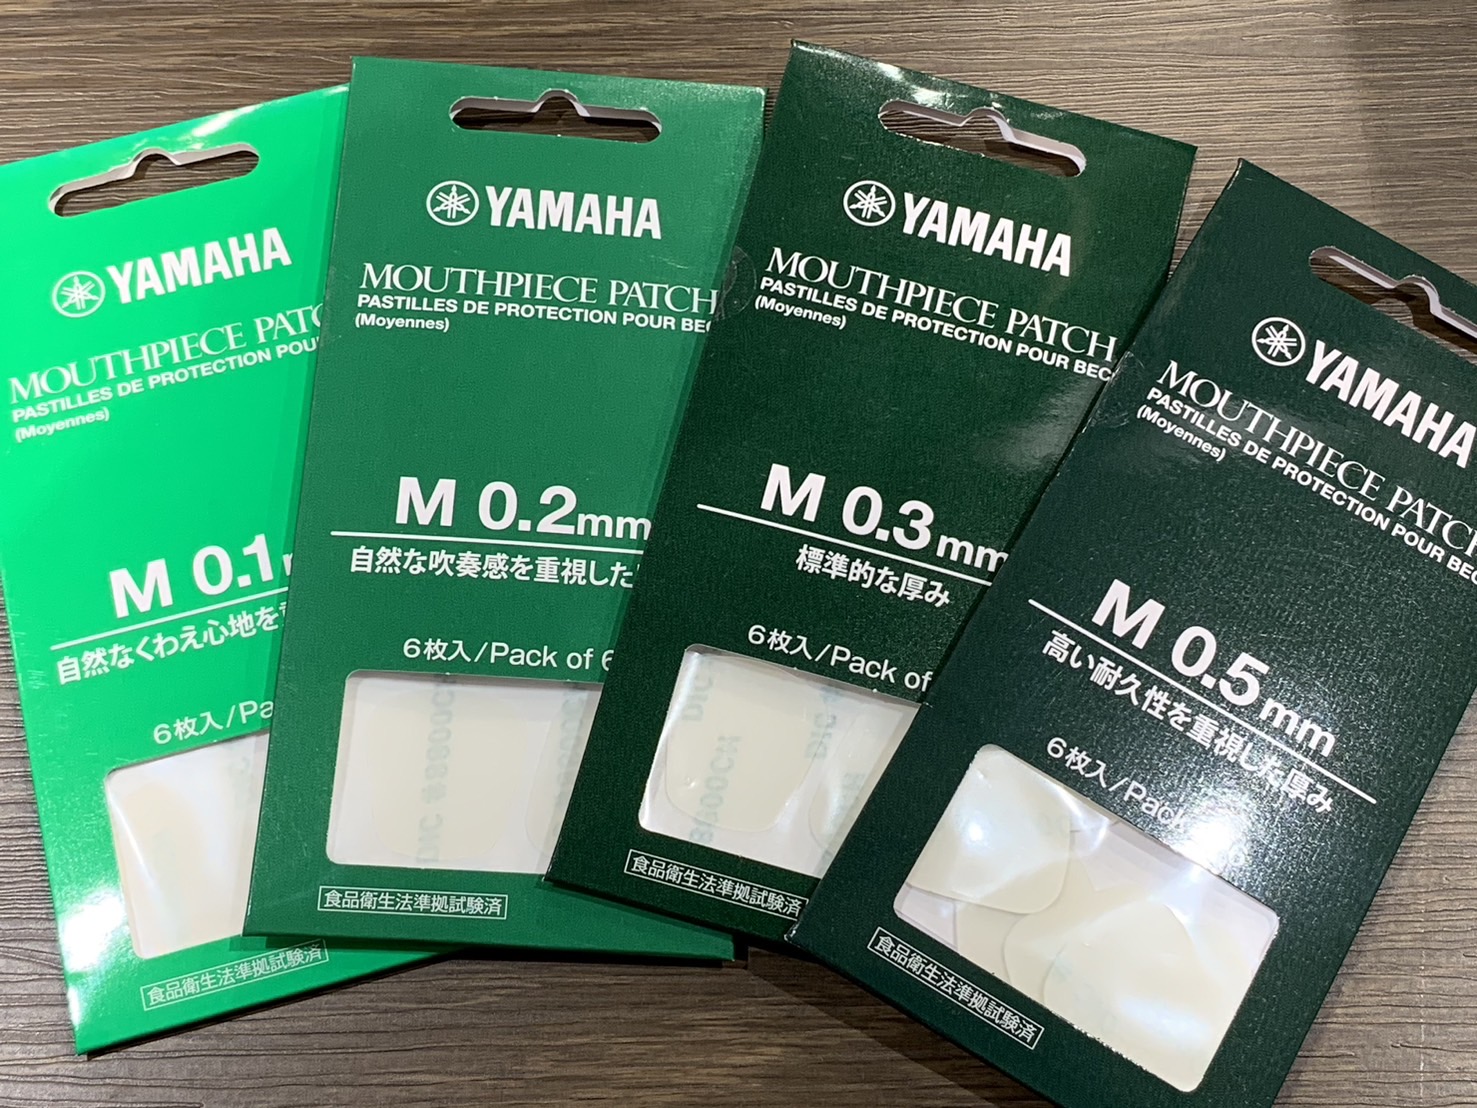 YAMAHA
MOUTHPIECE
PASTILLES DE PROTECTION
(Moyennes)
M 0.1
自然なくわえ心地を
6枚入/
食品衛生法準拠試験済
YAMAHA
MOUTHPIECE PATCH
PASTILLES DE PROTECTION POUR BEC
(Moyennes)
M 0.2mm
自然な吹奏感を重視した
6枚入/Pack of 6
食品衛生法準拠試験済
YAMAHA
MOUTHPIECE PATCH
PASTILLES DE PROTECTION POUR BEC
(Moyennes)
M 0.3mm
標準的な厚み
6枚入/Pack of
食品衛生法準拠試験済
YAMAHA
MOUTHPIECE PATCH
PASTILLES DE PROTECTION POUR BEC
(Moyennes)
M 0.5mm
高い耐久性を重視した厚み
6枚入/Pack
食品衛生法準拠試験済